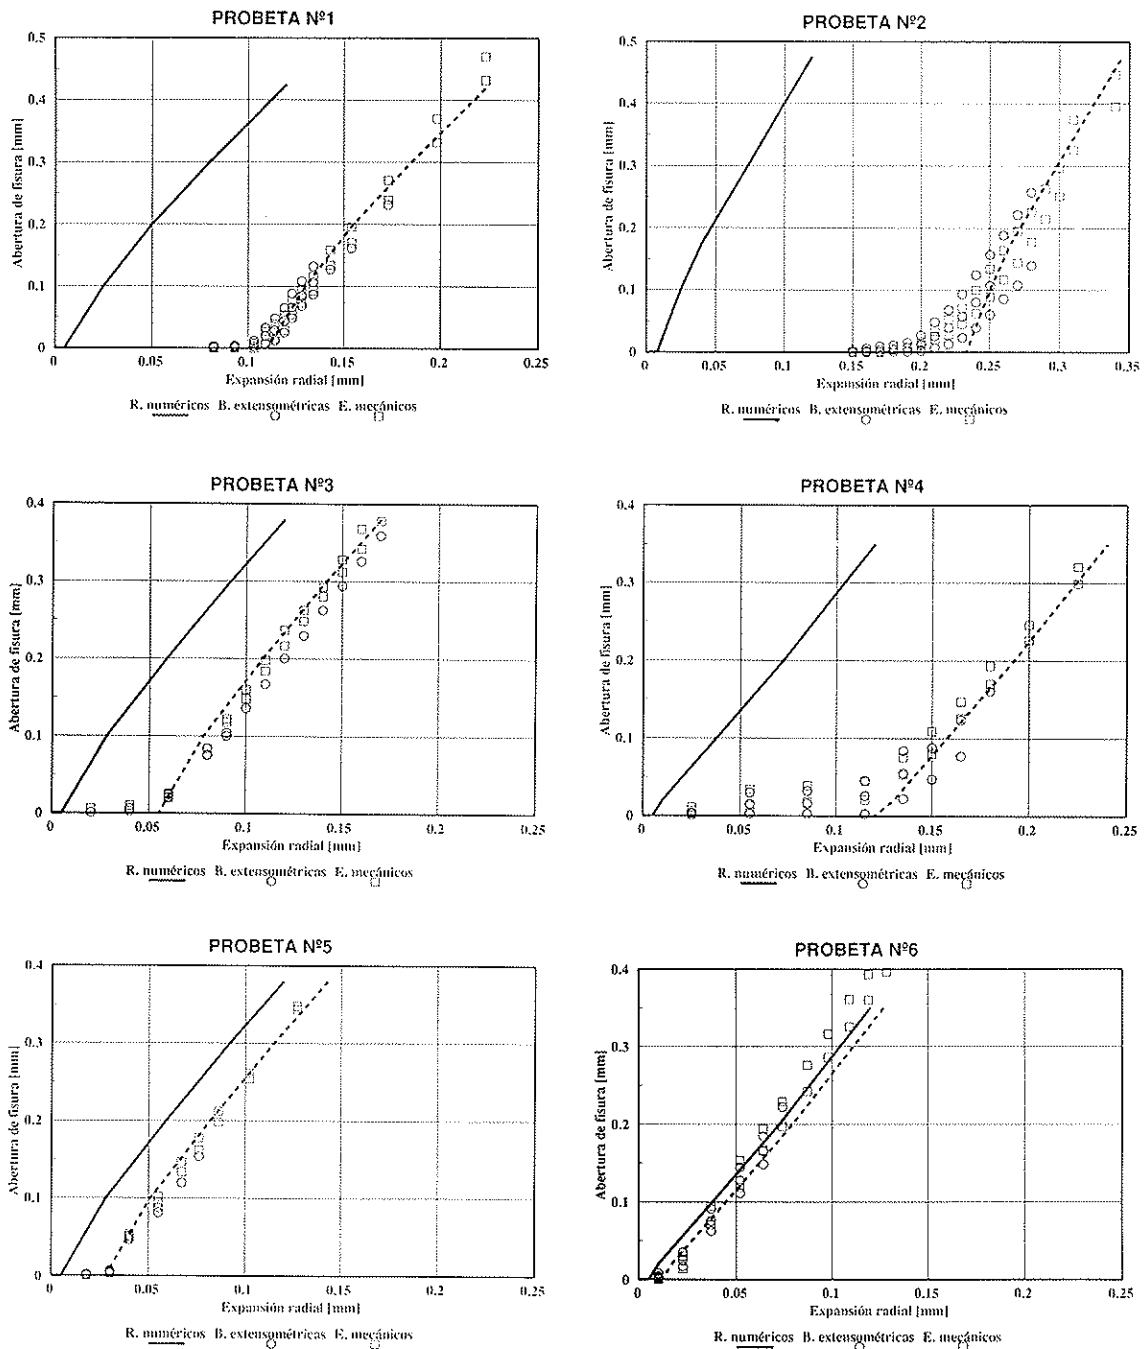 PROBETA Nº1
0.5
0.4
0.3
0.2
0.1
0
Abertura de fisura [mm]
0 0.05 0.1 0.15 0.2 0.25
Expansión radial [mm]
R. numéricos B. extensométricas E. mecánicos
PROBETA Nº2
0.5
0.4
0.3
0.2
0.1
0
Abertura de fisura [mm]
0 0.05 0.1 0.15 0.2 0.25 0.3 0.35
Expansión radial [mm]
R. numéricos B. extensométricas E. mecánicos
PROBETA Nº3
0.4
0.3
0.2
0.1
0
Abertura de fisura [mm]
0 0.05 0.1 0.15 0.2 0.25
Expansión radial [mm]
R. numéricos B. extensométricas E. mecánicos
PROBETA Nº4
0.4
0.3
0.2
0.1
0
Abertura de fisura [mm]
0 0.05 0.1 0.15 0.2 0.25
Expansión radial [mm]
R. numéricos B. extensométricas E. mecánicos
PROBETA Nº5
0.4
0.3
0.2
0.1
0
Abertura de fisura [mm]
0 0.05 0.1 0.15 0.2 0.25
Expansión radial [mm]
R. numéricos B. extensométricas E. mecánicos
PROBETA Nº6
0.4
0.3
0.2
0.1
0
Abertura de fisura [mm]
0 0.05 0.1 0.15 0.2 0.25
Expansión radial [mm]
R. numéricos B. extensométricas E. mecánicos